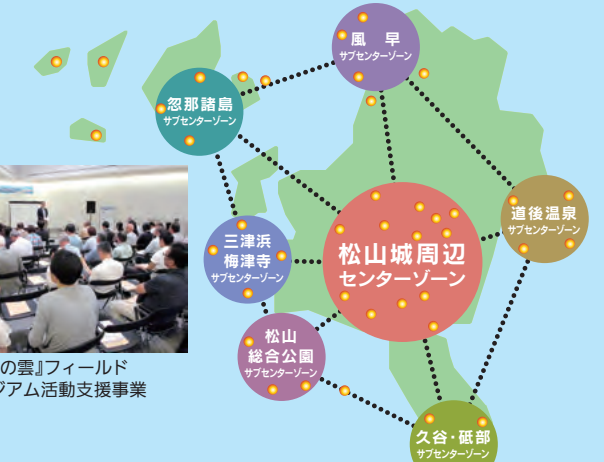 風 早
サブセンターゾーン
忽那諸島
サブセンターゾーン
道後温泉
サブセンターゾーン
三津浜
梅津寺
サブセンターゾーン
松山城周辺
センターゾーン
松山
総合公園
サブセンターゾーン
久谷・砥部
サブセンターゾーン
の雲』フィールド
ジアム活動支援事業